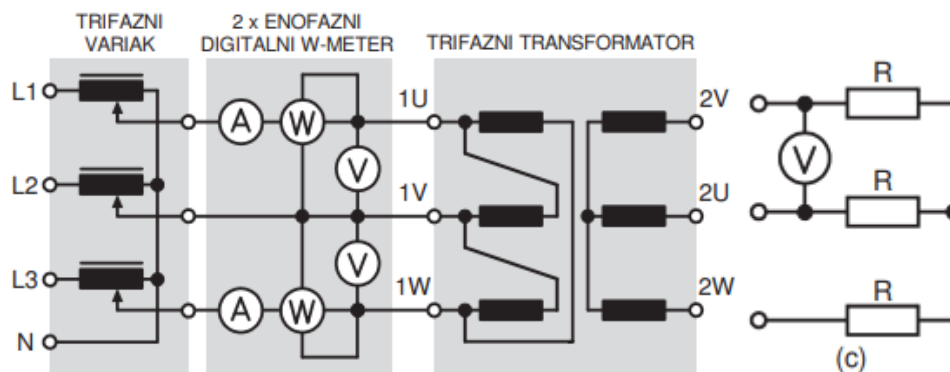 TRIFAZNI
VARIAK
2 x ENOFAZNI
DIGITALNI W-METER
TRIFAZNI TRANSFORMATOR
L1
L2
L3
N
A
W
V
V
A
W
1U
1V
1W
2V
2U
2W
V
R
R
R
(c)